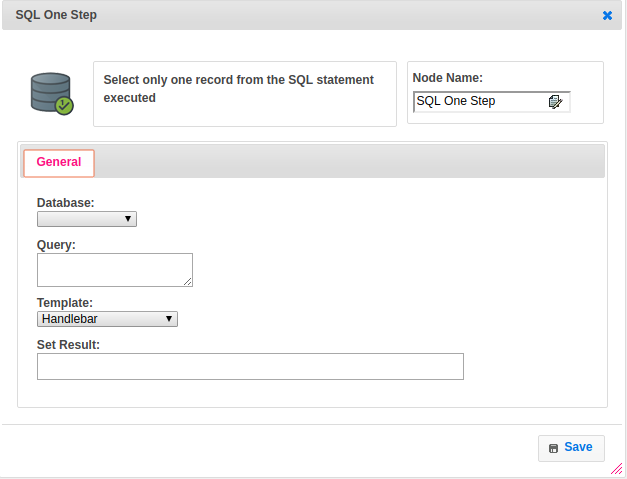 SQL One Step
Select only one record from the SQL statement
executed
Node Name:
SQL One Step
General
Database:
Query:
Template:
Handlebar
Set Result:
Save